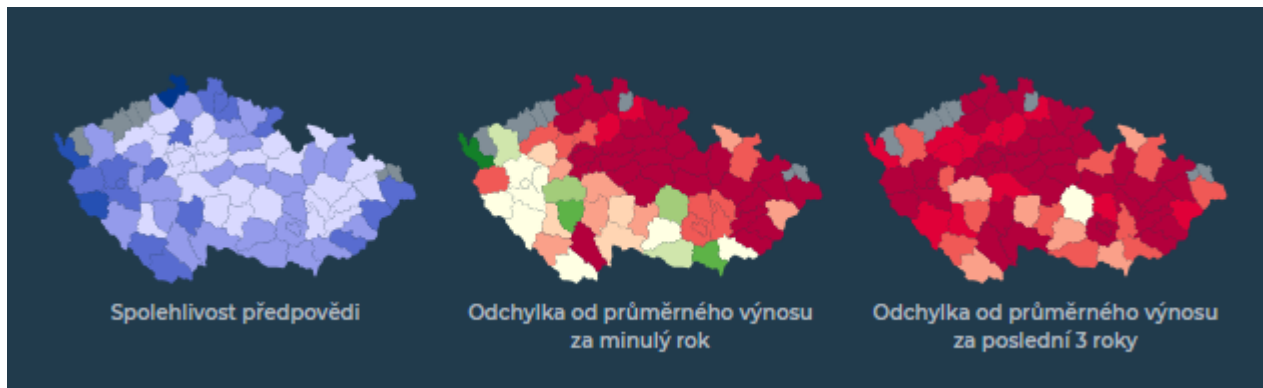 Spolehlivost předpovědi
Odchylka od průměrného výnosu
za minulý rok
Odchylka od průměrného výnosu
za poslední 3 roky